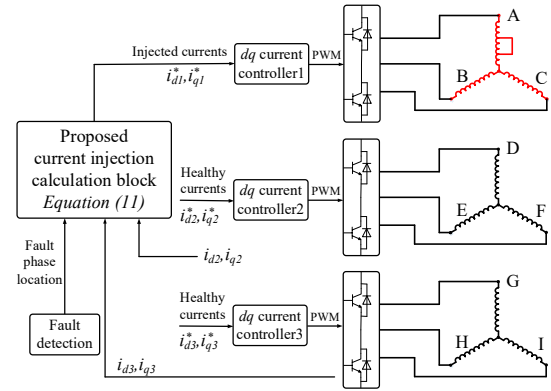 Injected currents
i*d1,i*q1
dq current
controller1
PWM
A
B
C
Proposed
current injection
calculation block
Equation (11)
Healthy
currents
i*d2,i*q2
dq current
controller2
PWM
D
E
F
id2,iq2
Fault
phase
location
Fault
detection
Healthy
currents
i*d3,i*q3
dq current
controller3
PWM
G
H
I
id3,iq3